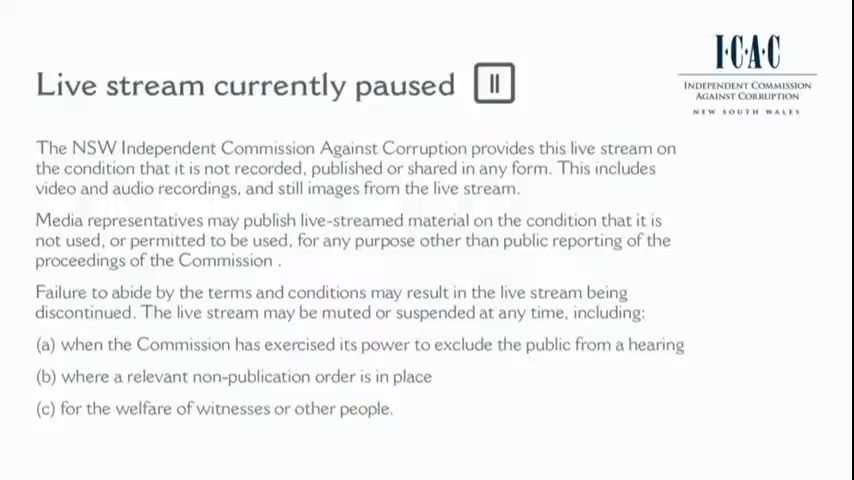 Live stream currently paused
I·C·A·C
INDEPENDENT COMMISSION
AGAINST CORRUPTION
NEW SOUTH WALES
The NSW Independent Commission Against Corruption provides this live stream on
the condition that it is not recorded, published or shared in any form. This includes
video and audio recordings, and still images from the live stream.
Media representatives may publish live-streamed material on the condition that it is
not used, or permitted to be used, for any purpose other than public reporting of the
proceedings of the Commission .
Failure to abide by the terms and conditions may result in the live stream being
discontinued. The live stream may be muted or suspended at any time, including:
(a) when the Commission has exercised its power to exclude the public from a hearing
(b) where a relevant non-publication order is in place
(c) for the welfare of witnesses or other people.